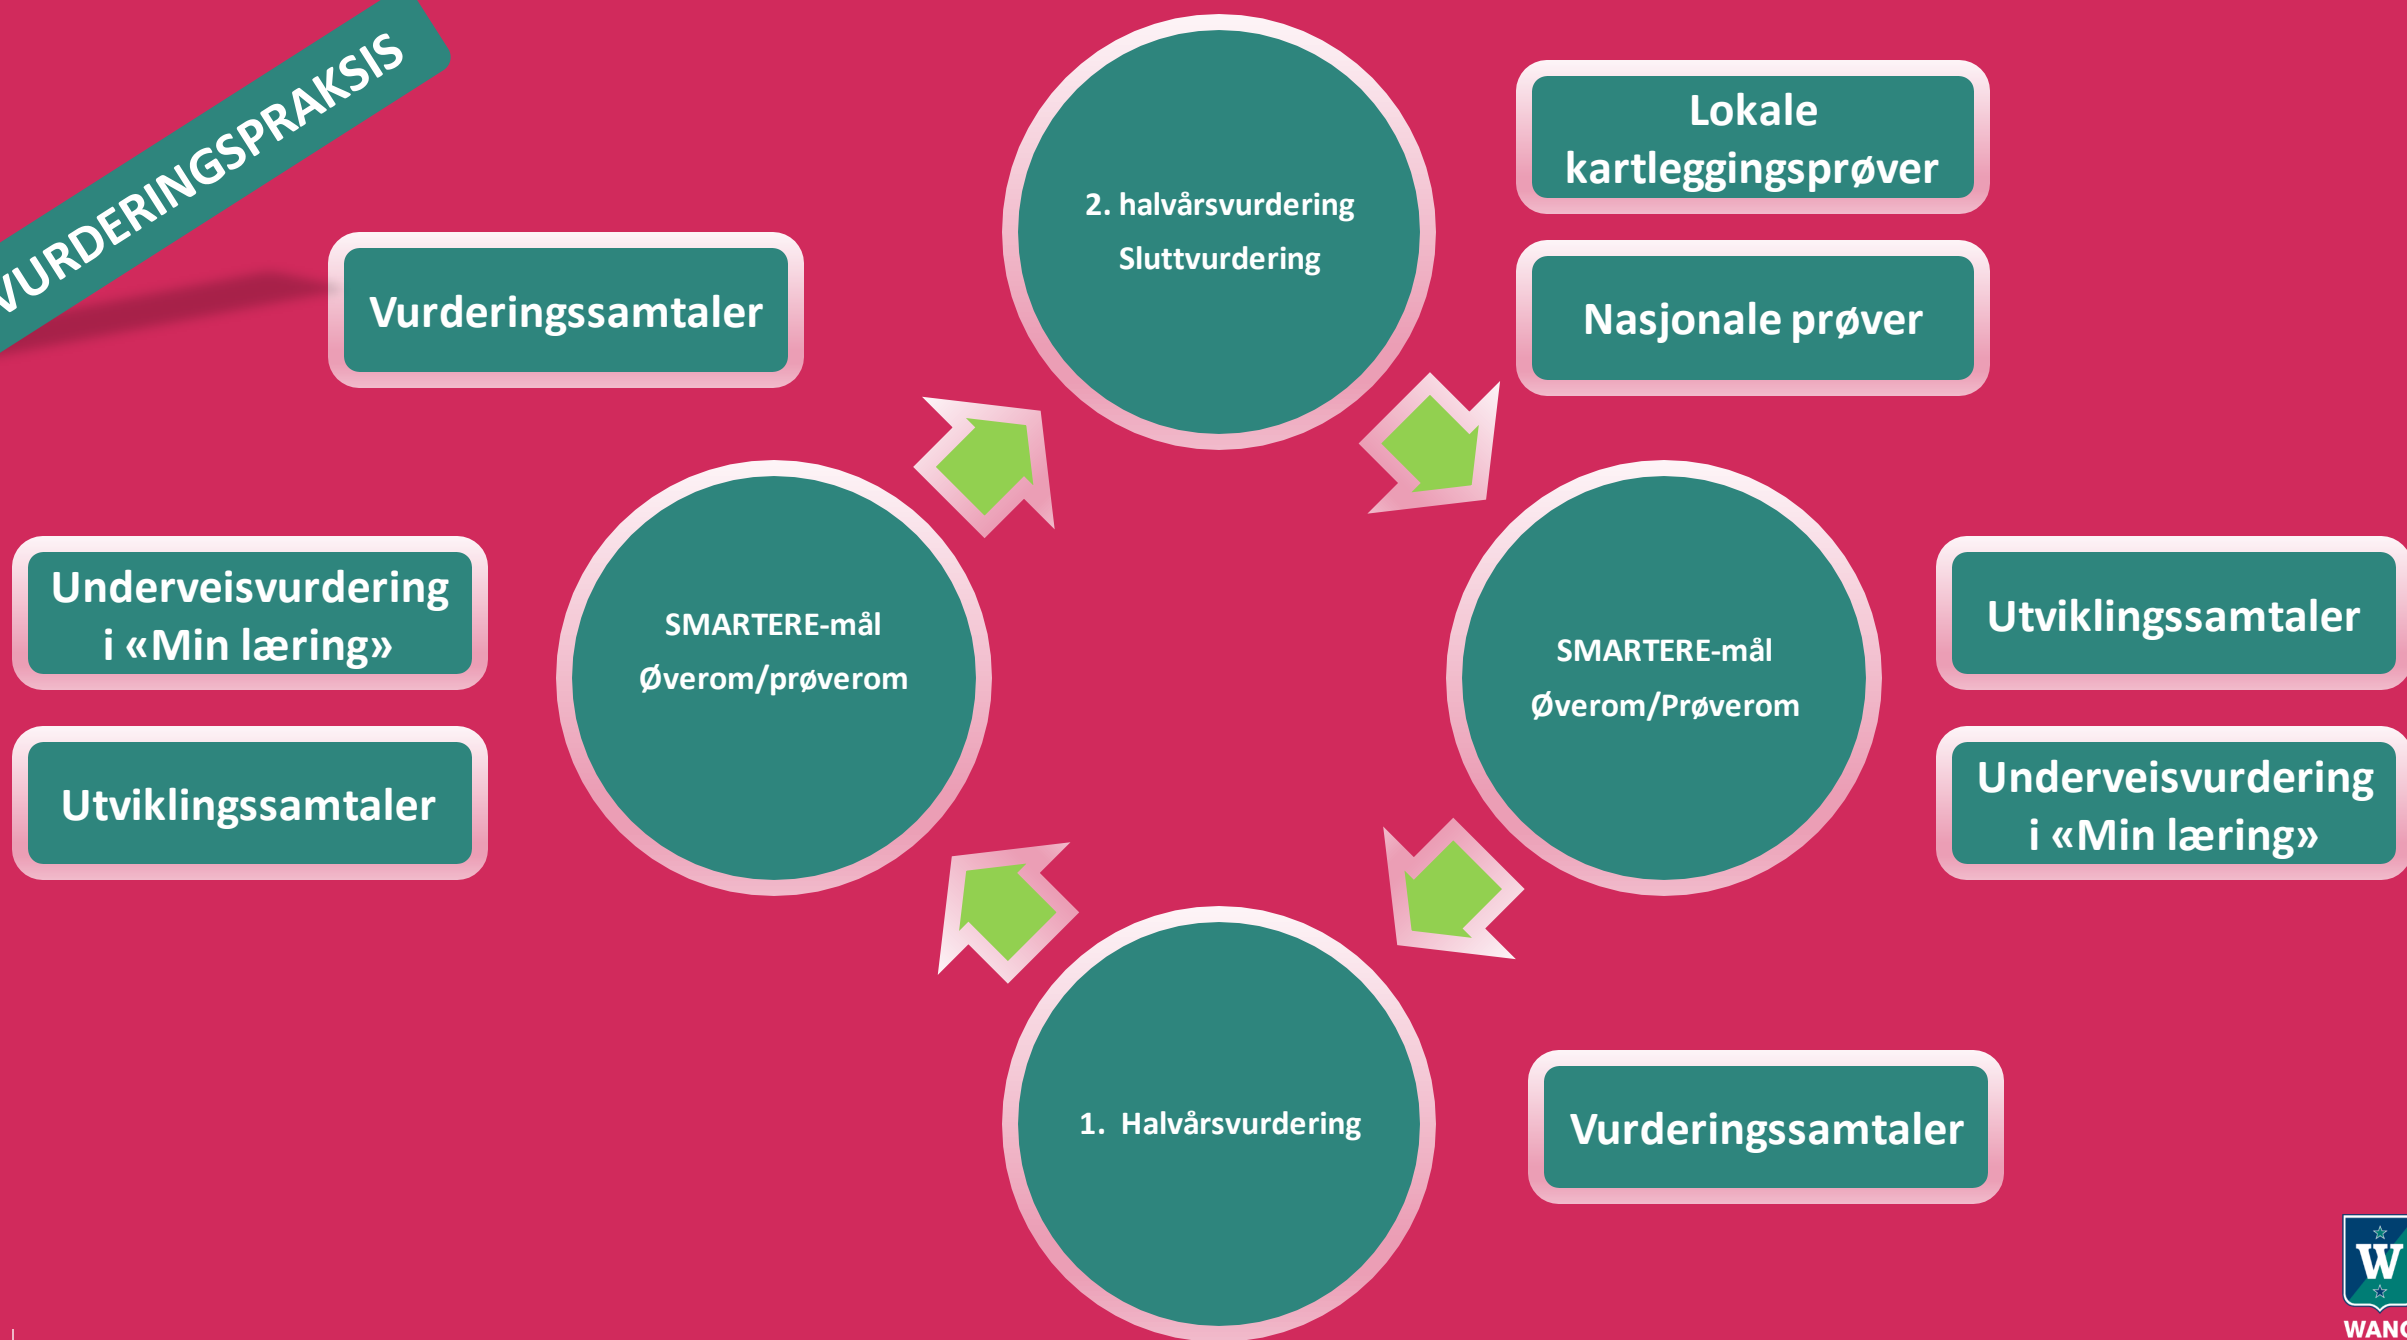 VURDERINGSPRAKSIS
2. halvårsvurdering
Sluttvurdering
Lokale
kartleggingsprøver
Nasjonale prøver
Vurderingssamtaler
SMARTERE-mål
Øverom/prøverom
Underveisvurdering
i «Min læring»
Utviklingssamtaler
SMARTERE-mål
Øverom/Prøverom
Utviklingssamtaler
Underveisvurdering
i «Min læring»
1. Halvårsvurdering
Vurderingssamtaler
W